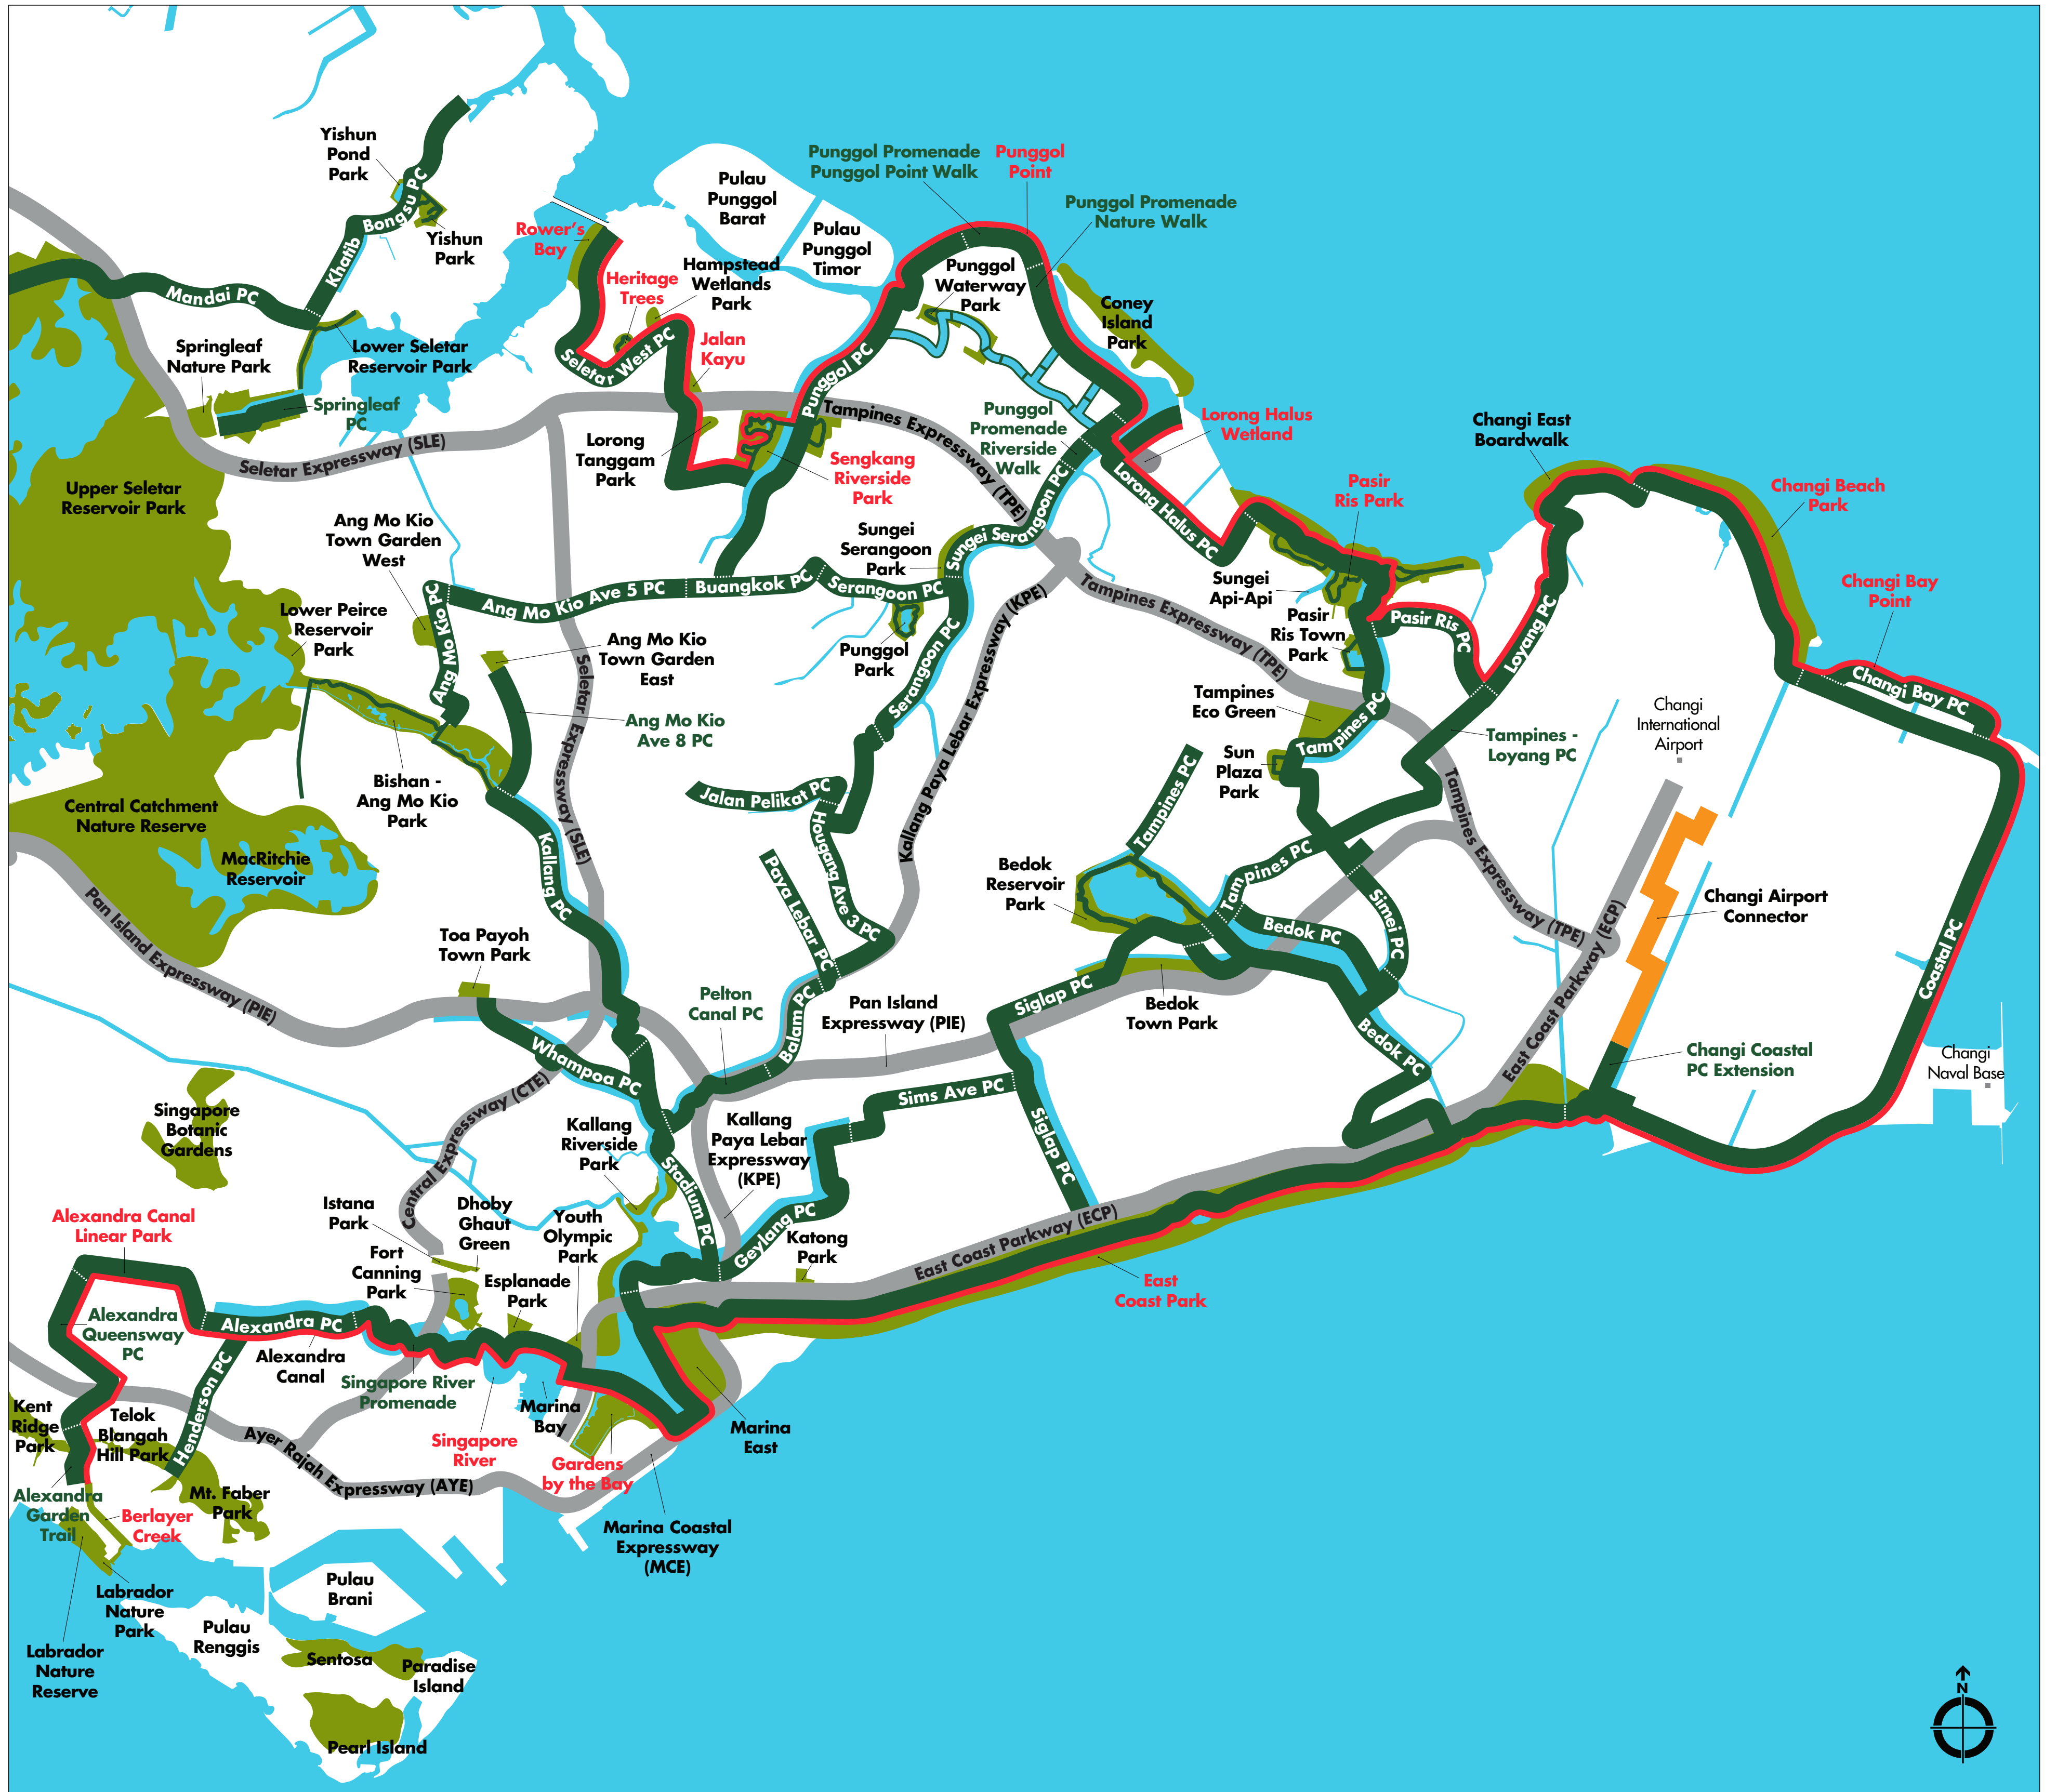 Yishun
Pond
Park
Khatib Bongsu PC
Yishun
Park
Mandai PC
Springleaf
Nature Park
Lower Seletar
Reservoir Park
Springleaf
PC
Seletar Expressway (SLE)
Upper Seletar
Reservoir Park
Rower's
Bay
Heritage
Trees
Hampstead
Wetlands
Park
Jalan
Kayu
Seletar West PC
Pulau
Punggol
Barat
Pulau
Punggol
Timor
Punggol Promenade
Punggol Point Walk
Punggol
Point
Punggol Promenade
Nature Walk
Punggol
Waterway
Park
Coney
Island
Park
Punggol PC
Tampines Expressway (TPE)
Punggol
Promenade
Riverside
Walk
Lorong Halus
Wetland
Lorong Halus PC
Lorong
Tanggam
Park
Sengkang
Riverside
Park
Changi East
Boardwalk
Pasir
Ris Park
Changi Beach
Park
Changi Bay
Point
Changi Bay PC
Ang Mo Kio
Town Garden
West
Sungei
Serangoon
Park
Sungei Serangoon PC
Ang Mo Kio PC
Ang Mo Kio Ave 5 PC
Buangkok PC
Serangoon PC
Punggol
Park
Serangoon PC
Sungei
Api-Api
Pasir
Ris Town
Park
Pasir Ris PC
Loyang PC
Tampines Expressway (TPE)
Lower Peirce
Reservoir
Park
Ang Mo Kio
Town Garden
East
Seletar Expressway (SLE)
Ang Mo Kio
Ave 8 PC
Bishan -
Ang Mo Kio
Park
Kallang Paya Lebar Expressway (KPE)
Tampines
Eco Green
Tampines PC
Sun
Plaza
Park
Tampines -
Loyang PC
Changi
International
Airport
Central Catchment
Nature Reserve
MacRitchie
Reservoir
Jalan Pelikat PC
Hougang Ave 3 PC
Paya Lebar PC
Kallang PC
Tampines PC
Bedok
Reservoir
Park
Tampines PC
Simei PC
Bedok PC
Tampines Expressway (TPE)
Changi Airport
Connector
East Coast Parkway (ECP)
Coastal PC
Pan Island Expressway (PIE)
Toa Payoh
Town Park
Whampoa PC
Pelton
Canal PC
Balam PC
Pan Island
Expressway (PIE)
Siglap PC
Bedok
Town Park
Bedok PC
Changi Coastal
PC Extension
Changi
Naval Base
Singapore
Botanic
Gardens
Central Expressway (CTE)
Kallang
Riverside
Park
Kallang
Paya Lebar
Expressway
(KPE)
Sims Ave PC
Siglap PC
Stadium PC
Geylang PC
Katong
Park
East Coast Parkway (ECP)
East
Coast Park
Alexandra Canal
Linear Park
Istana
Park
Dhoby
Ghaut
Green
Youth
Olympic
Park
Fort
Canning
Park
Esplanade
Park
Alexandra
Queensway
PC
Alexandra PC
Alexandra
Canal
Singapore River
Promenade
Henderson PC
Kent
Ridge
Park
Telok
Blangah
Hill Park
Ayer Rajah Expressway (AYE)
Singapore
River
Marina
Bay
Gardens
by the Bay
Marina
East
Marina Coastal
Expressway
(MCE)
Alexandra
Garden
Trail
Berlayer
Creek
Mt. Faber
Park
Labrador
Nature
Park
Labrador
Nature
Reserve
Pulau
Brani
Pulau
Renggis
Sentosa
Paradise
Island
Pearl Island
N